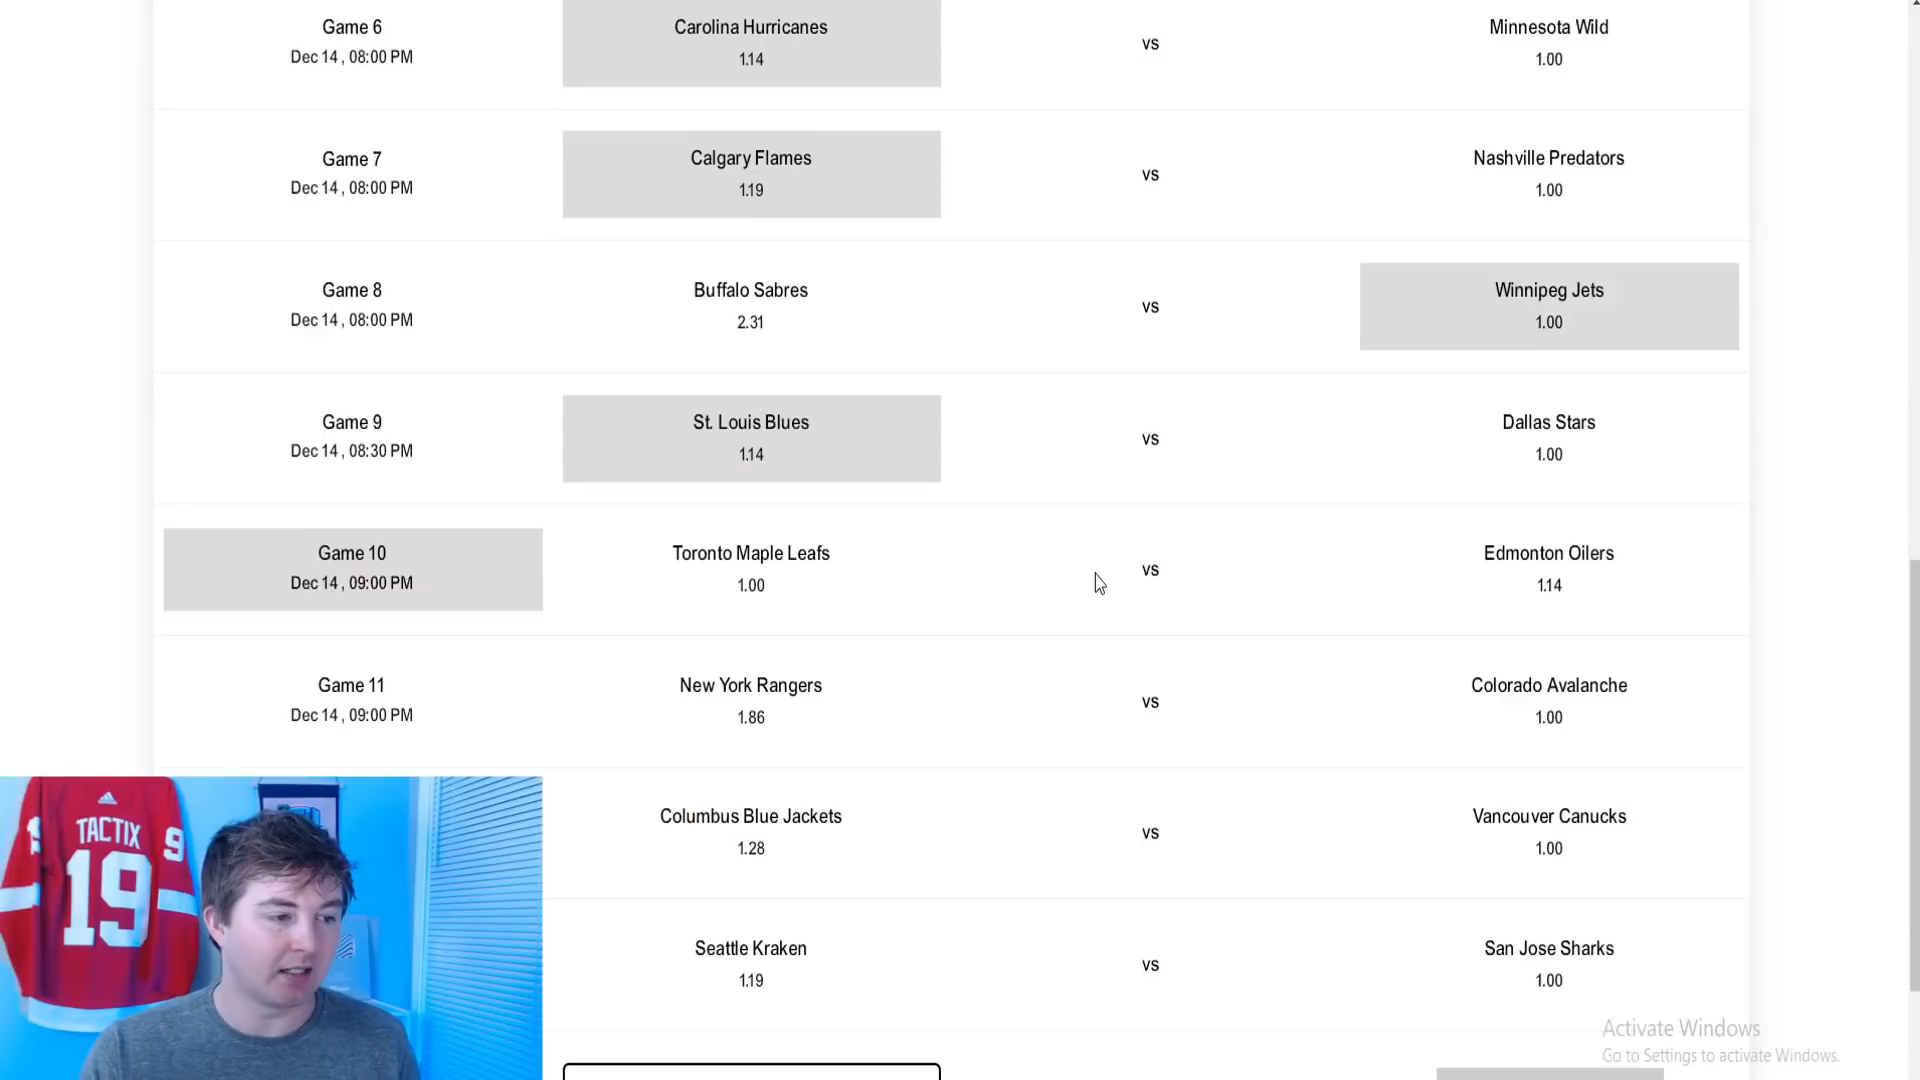 Game 6
Dec 14 , 08:00 PM
Carolina Hurricanes
1.14
vs
Minnesota Wild
1.00
Game 7
Dec 14 , 08:00 PM
Calgary Flames
1.19
vs
Nashville Predators
1.00
Game 8
Dec 14 , 08:00 PM
Buffalo Sabres
2.31
vs
Winnipeg Jets
1.00
Game 9
Dec 14 , 08:30 PM
St. Louis Blues
1.14
vs
Dallas Stars
1.00
Game 10
Dec 14 , 09:00 PM
Toronto Maple Leafs
1.00
vs
Edmonton Oilers
1.14
Game 11
Dec 14 , 09:00 PM
New York Rangers
1.86
vs
Colorado Avalanche
1.00
Columbus Blue Jackets
1.28
vs
Vancouver Canucks
1.00
Seattle Kraken
1.19
vs
San Jose Sharks
1.00
TACTIX
19
9
Activate Windows
Go to Settings to activate Windows.